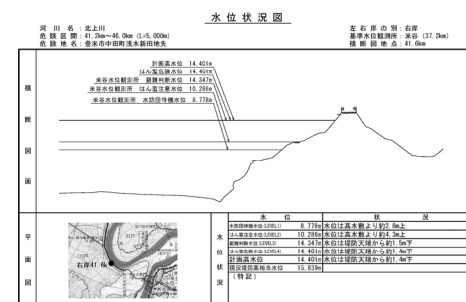 水位状況図
河川名：北上川
左右岸の別：右岸
危険区間：41.2km～46.0km (L=5,000m)
基準水位観測所：米谷 (37.2km)
危険地名：登米市中田町浅水新田地先
横断図地点：41.6km
横断図面
計画高水位 14.401m
はん濫危険水位 14.401m
米谷水位観測所 避難判断水位 14.347m
米谷水位観測所 はん濫注意水位 10.286m
米谷水位観測所 水防団待機水位 8.778m
平面図
右岸41.6k
水位状況
水位 状況
水防団待機水位(LEVEL1) 8.778m 水位は高水敷より約2.8m上
はん濫注意水位(LEVEL2) 10.286m 水位は高水敷より約4.3m上
避難判断水位(LEVEL3) 14.347m 水位は堤防天端から約1.5m下
はん濫危険水位(LEVEL4) 14.401m 水位は堤防天端から約1.4m下
計画高水位 14.401m 水位は堤防天端から約1.4m下
現況堤防高相当水位 15.839m
(特記)